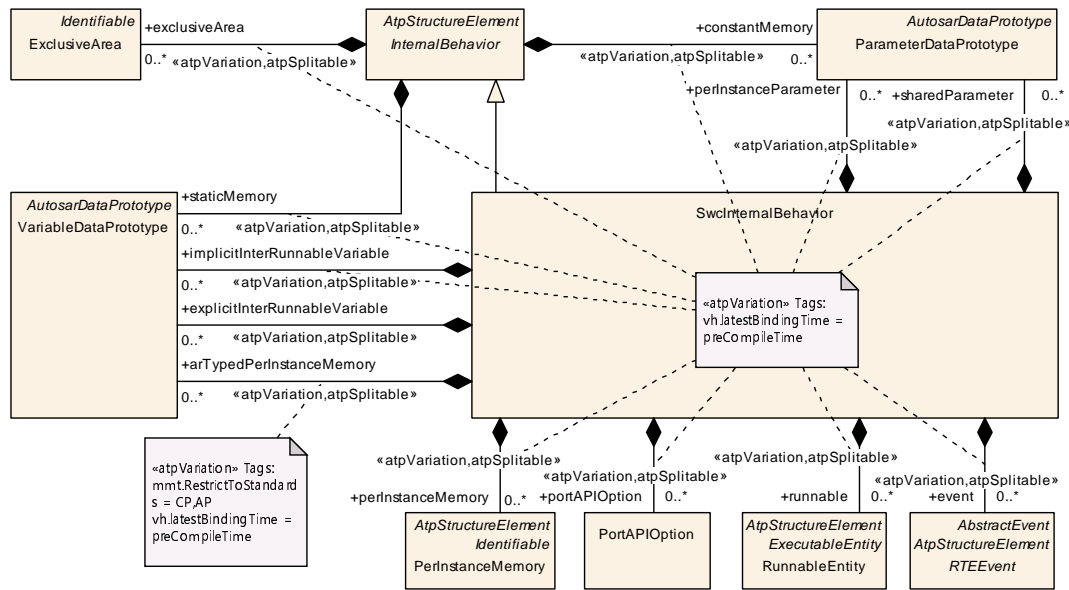 Identifiable
ExclusiveArea
+exclusiveArea
0..*
«atpVariation,atpSplitable»
AtpStructureElement
InternalBehavior
+constantMemory
«atpVariation,atpSplitable»
0..*
AutosarDataPrototype
ParameterDataPrototype
+perInstanceParameter
0..*
+sharedParameter
0..*
«atpVariation,atpSplitable»
«atpVariation,atpSplitable»
AutosarDataPrototype
VariableDataPrototype
+staticMemory
0..*
«atpVariation,atpSplitable»
+implicitInterRunnableVariable
0..*
«atpVariation,atpSplitable»
+explicitInterRunnableVariable
0..*
«atpVariation,atpSplitable»
+arTypedPerInstanceMemory
0..*
«atpVariation,atpSplitable»
SwcInternalBehavior
«atpVariation» Tags:
vh.latestBindingTime =
preCompileTime
«atpVariation» Tags:
mmt.RestrictToStandard
s = CP,AP
vh.latestBindingTime =
preCompileTime
«atpVariation,atpSplitable»
+perInstanceMemory
0..*
AtpStructureElement
Identifiable
PerInstanceMemory
«atpVariation,atpSplitable»
+portAPIOption
0..*
PortAPIOption
«atpVariation,atpSplitable»
+runnable
0..*
AtpStructureElement
ExecutableEntity
RunnableEntity
«atpVariation,atpSplitable»
+event
0..*
AbstractEvent
AtpStructureElement
RTEEvent